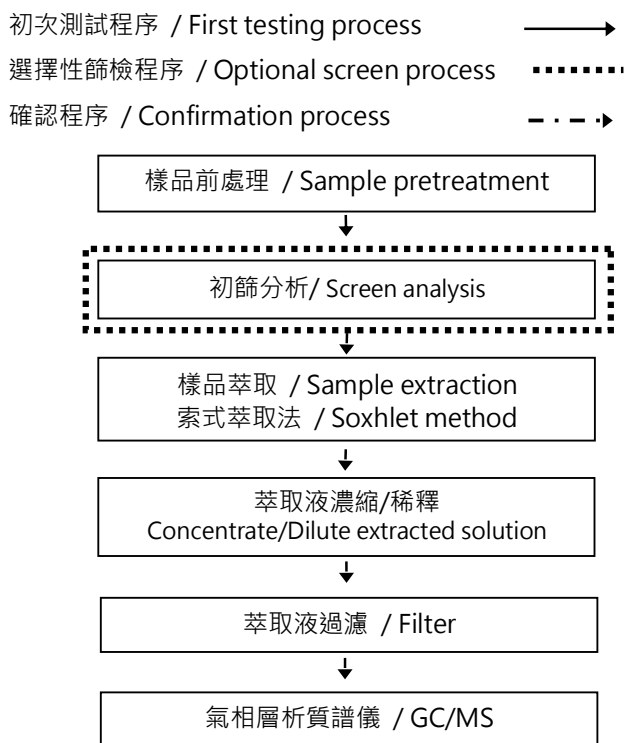 初次測試程序 / First testing process
選擇性篩檢程序 / Optional screen process
確認程序 / Confirmation process
樣品前處理 / Sample pretreatment
初篩分析/ Screen analysis
樣品萃取 / Sample extraction
索式萃取法 / Soxhlet method
萃取液濃縮/稀釋
Concentrate/Dilute extracted solution
萃取液過濾 / Filter
氣相層析質譜儀 / GC/MS